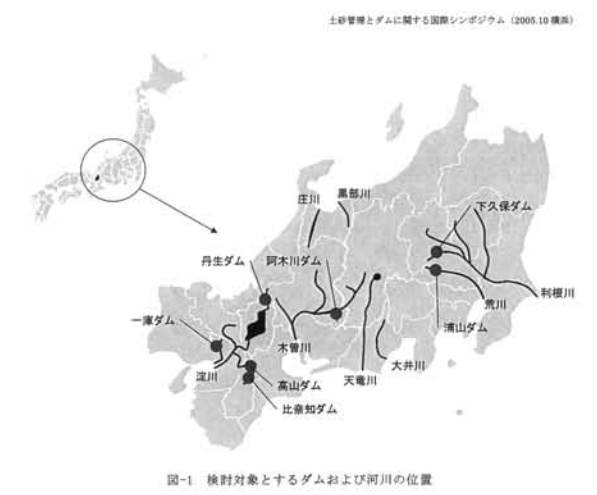 土砂管理とダムに関する国際シンポジウム（2005.10 横浜）
庄川
黒部川
下久保ダム
丹生ダム
阿木川ダム
利根川
荒川
一庫ダム
浦山ダム
木曽川
大井川
淀川
天竜川
高山ダム
比奈知ダム
図-1 検討対象とするダムおよび河川の位置